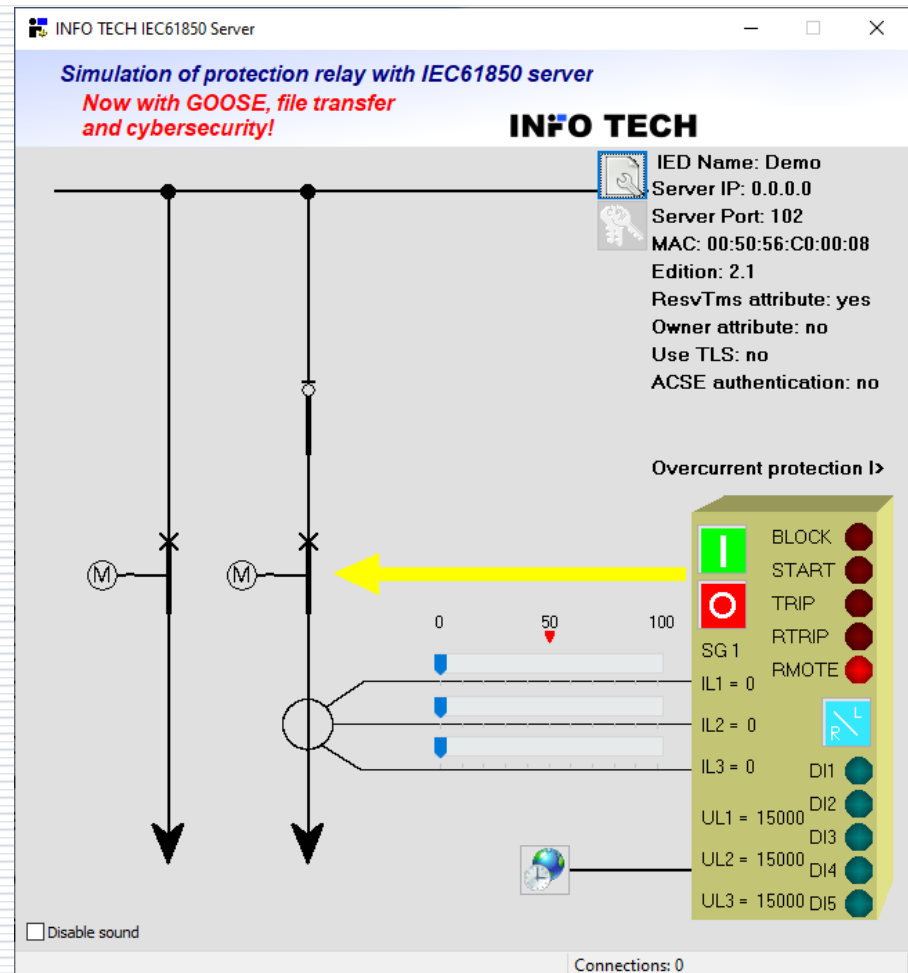 INFO TECH IEC61850 Server
Simulation of protection relay with IEC61850 server
Now with GOOSE, file transfer
and cybersecurity!
INFO TECH
IED Name: Demo
Server IP: 0.0.0.0
Server Port: 102
MAC: 00:50:56:C0:00:08
Edition: 2.1
ResvTms attribute: yes
Owner attribute: no
Use TLS: no
ACSE authentication: no
Overcurrent protection I>
BLOCK
START
TRIP
RTRIP
RMOTE
M
M
0 50 100
SG 1
IL1 = 0
IL2 = 0
IL3 = 0
L
R
UL1 = 15000
UL2 = 15000
UL3 = 15000
DI1
DI2
DI3
DI4
DI5
Disable sound
Connections: 0